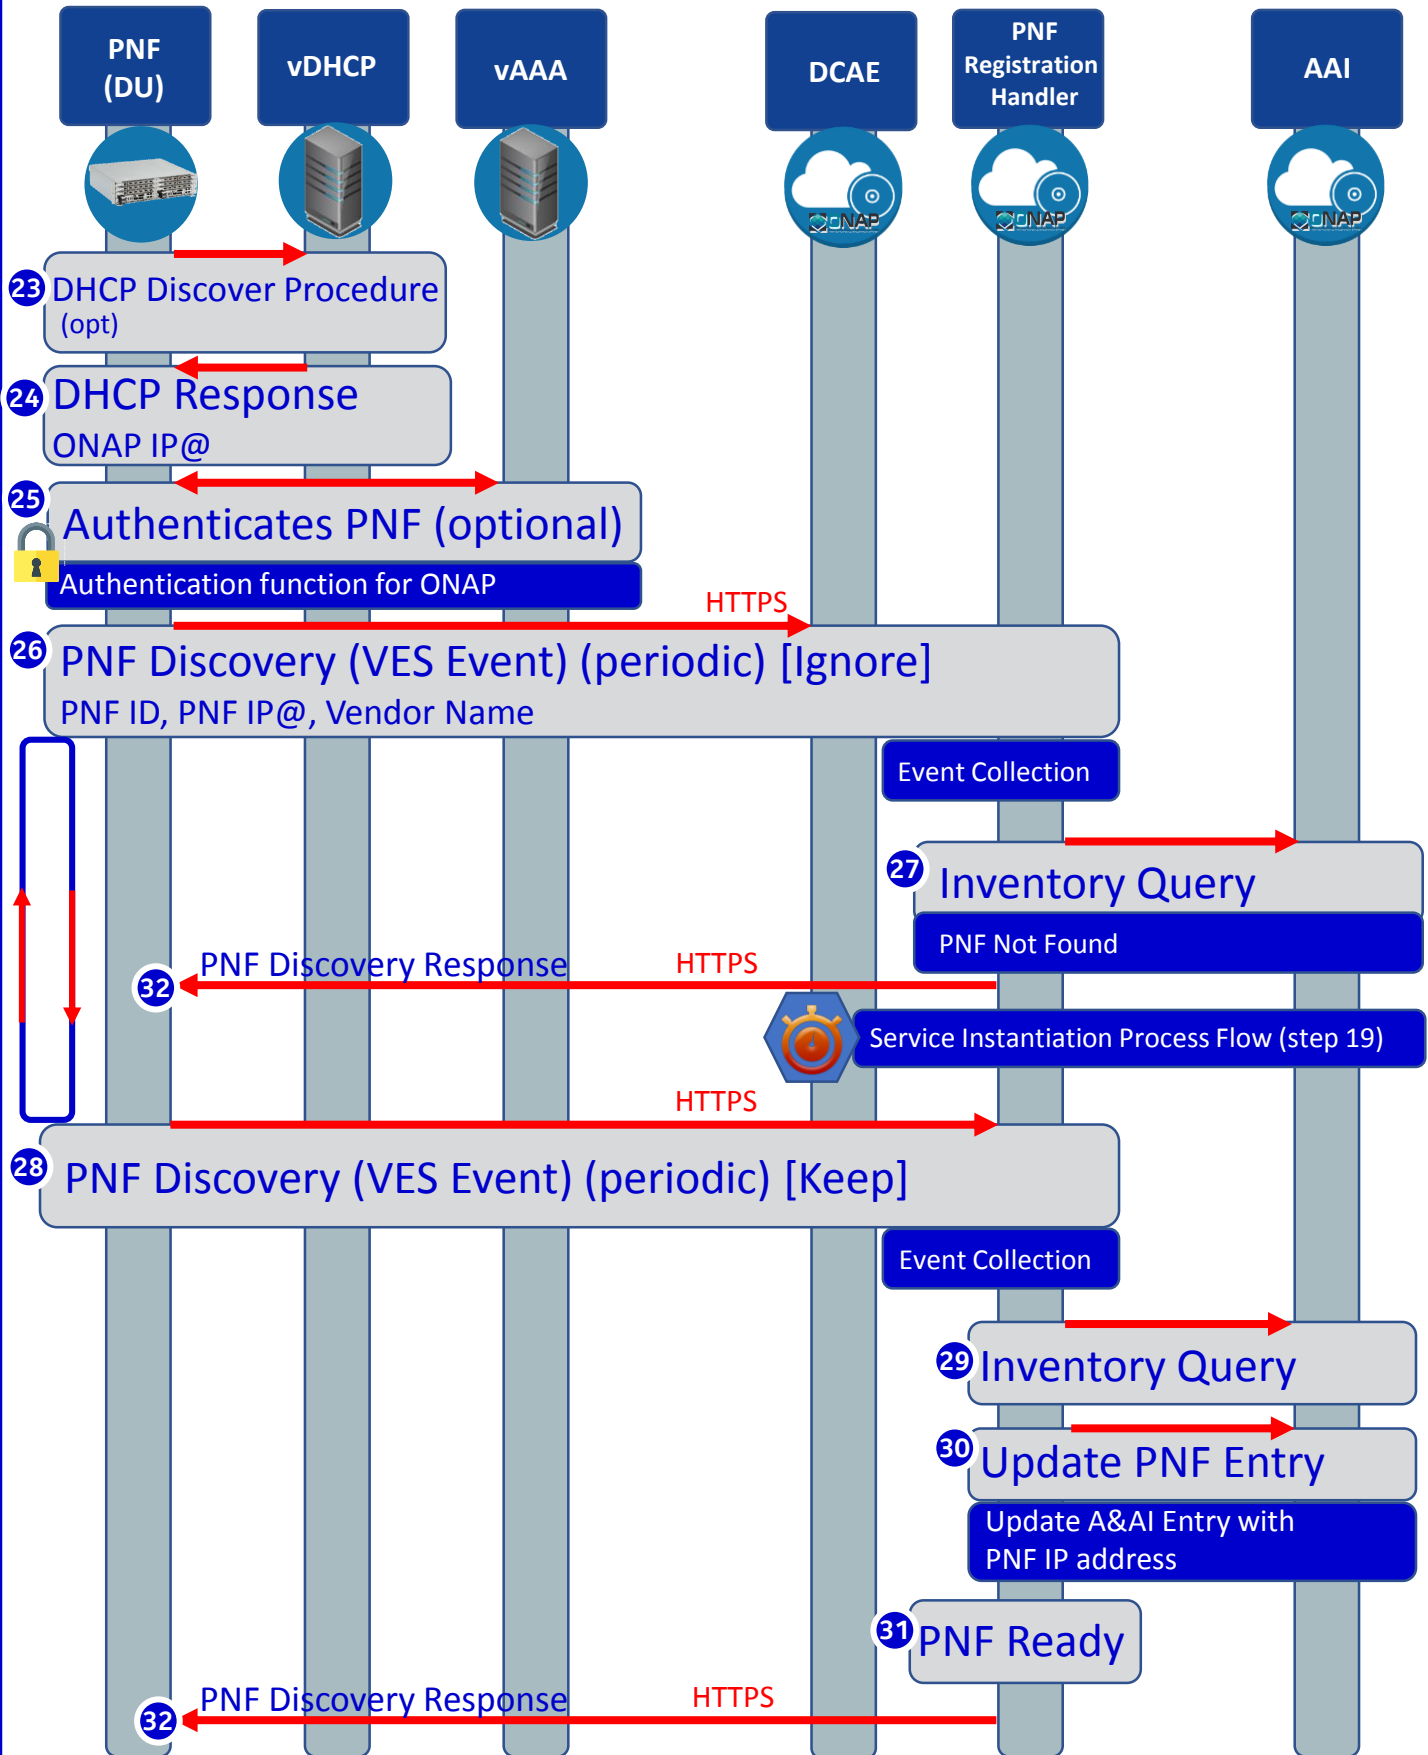 PNF
(DU)
vDHCP
vAAA
DCAE
PNF
Registration
Handler
AAI
ONAP
ONAP
ONAP
23
DHCP Discover Procedure
(opt)
24
DHCP Response
ONAP IP@
25
Authenticates PNF (optional)
Authentication function for ONAP
HTTPS
26
PNF Discovery (VES Event) (periodic) [Ignore]
PNF ID, PNF IP@, Vendor Name
Event Collection
27
Inventory Query
PNF Not Found
PNF Discovery Response
HTTPS
32
Service Instantiation Process Flow (step 19)
HTTPS
28
PNF Discovery (VES Event) (periodic) [Keep]
Event Collection
29
Inventory Query
30
Update PNF Entry
Update A&AI Entry with
PNF IP address
31
PNF Ready
PNF Discovery Response
HTTPS
32